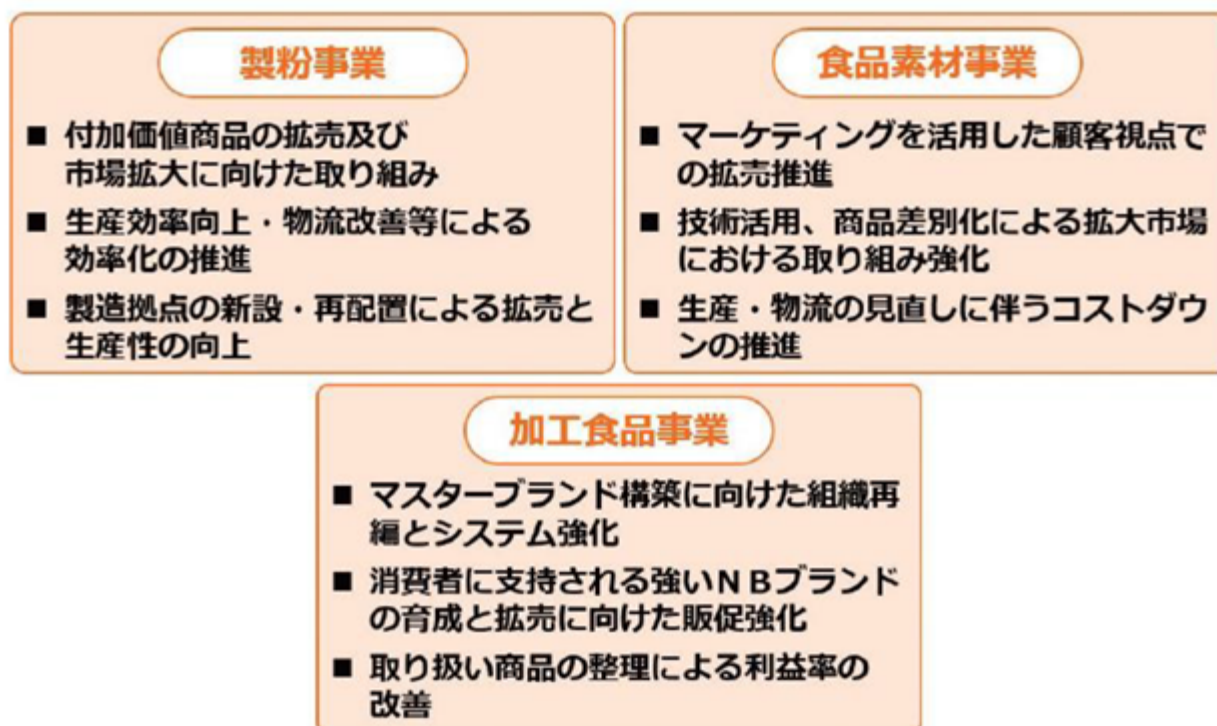 製粉事業
■ 付加価値商品の拡売及び
市場拡大に向けた取り組み
■ 生産効率向上・物流改善等による
効率化の推進
■ 製造拠点の新設・再配置による拡売と
生産性の向上
食品素材事業
■ マーケティングを活用した顧客視点で
の拡売推進
■ 技術活用、商品差別化による拡大市場
における取り組み強化
■ 生産・物流の見直しに伴うコストダウ
ンの推進
加工食品事業
■ マスターブランド構築に向けた組織再
編とシステム強化
■ 消費者に支持される強いＮＢブランド
の育成と拡売に向けた販促強化
■ 取り扱い商品の整理による利益率の
改善